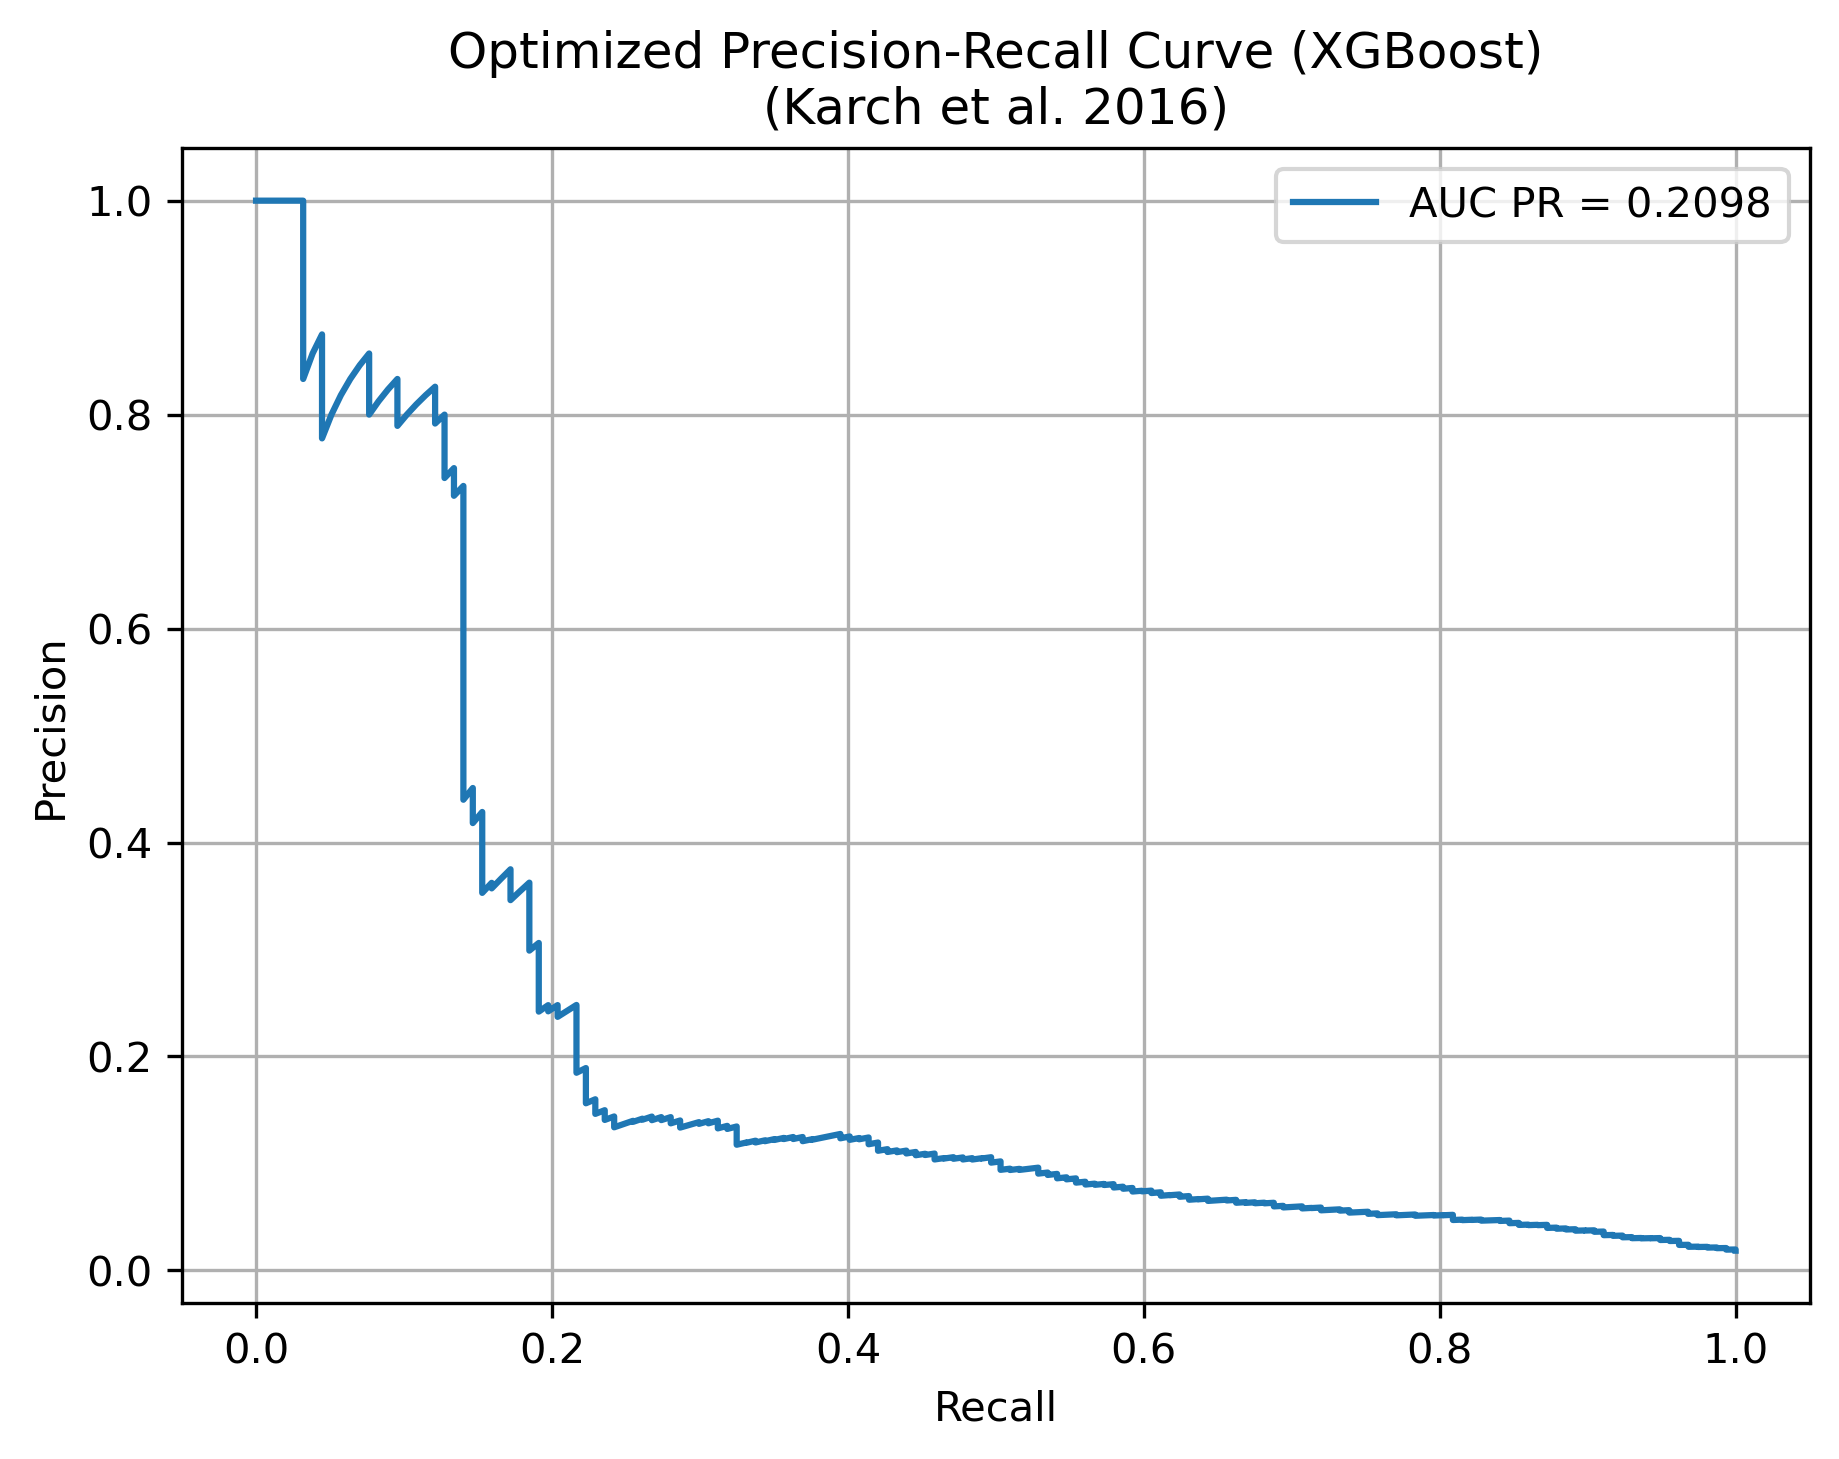 Optimized Precision-Recall Curve (XGBoost)
(Karch et al. 2016)
AUC PR = 0.2098
1.0
0.8
0.6
0.4
0.2
0.0
Precision
0.0 0.2 0.4 0.6 0.8 1.0
Recall